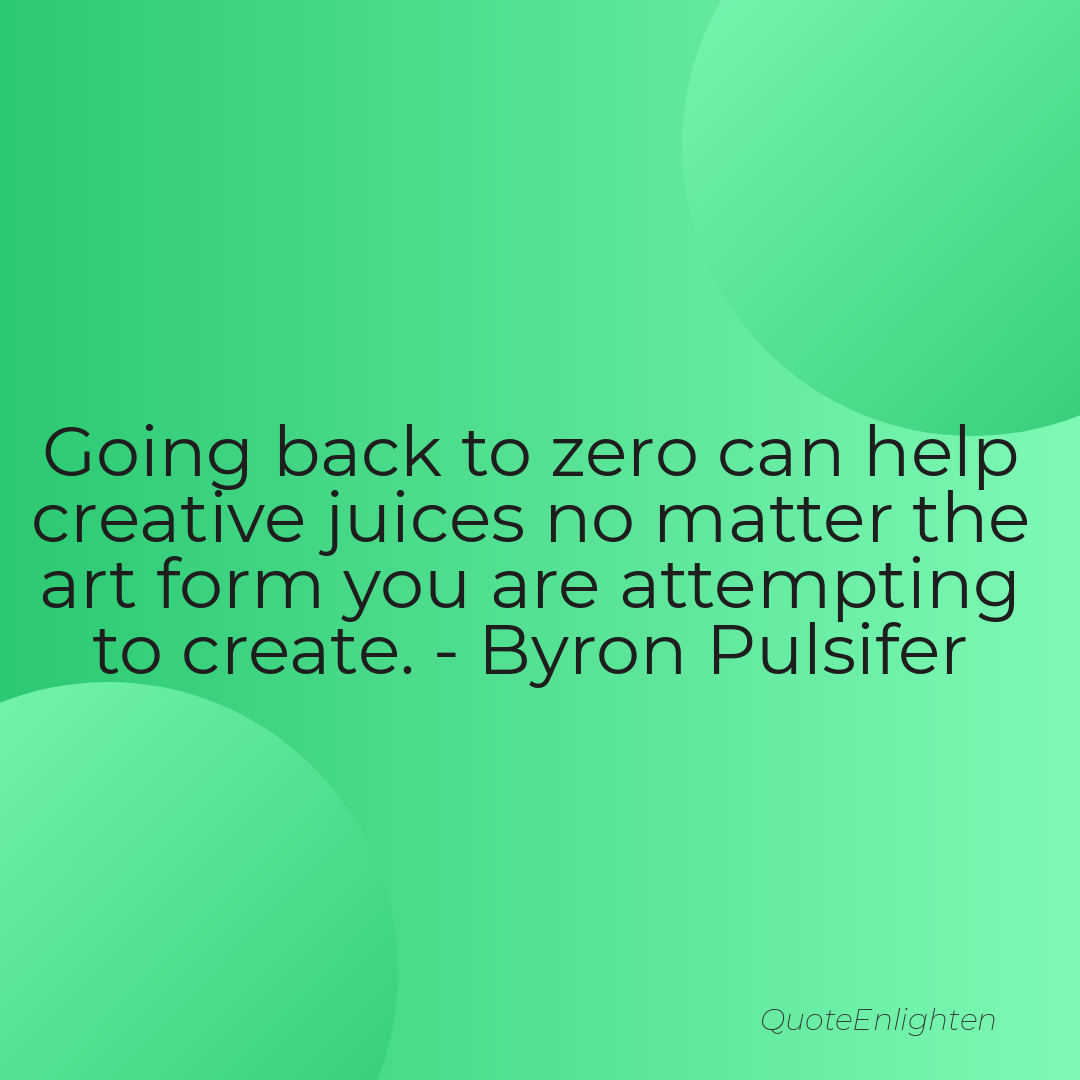 Going back to zero can help
creative juices no matter the
art form you are attempting
to create. - Byron Pulsifer
QuoteEnlighten